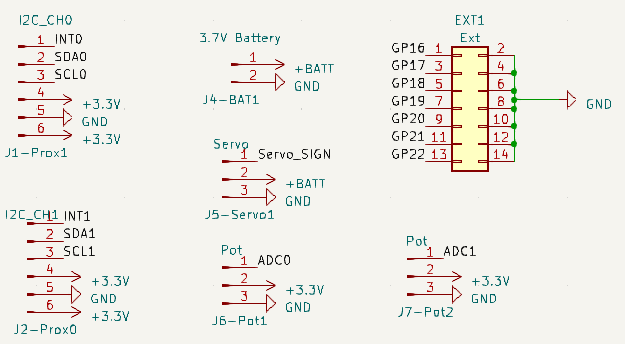 I2C_CH0
1 INT0
2 SDA0
3 SCL0
4 +3.3V
5 GND
6 +3.3V
J1-Prox1
3.7V Battery
1 +BATT
2 GND
J4-BAT1
EXT1
Ext
GP16 1 2
GP17 3 4
GP18 5 6
GP19 7 8 GND
GP20 9 10
GP21 11 12
GP22 13 14
Servo
1 Servo_SIGN
2 +BATT
3 GND
J5-Servo1
I2C_CH1
1 INT1
2 SDA1
3 SCL1
4 +3.3V
5 GND
6 +3.3V
J2-Prox0
Pot
1 ADC0
2 +3.3V
3 GND
J6-Pot1
Pot
1 ADC1
2 +3.3V
3 GND
J7-Pot2